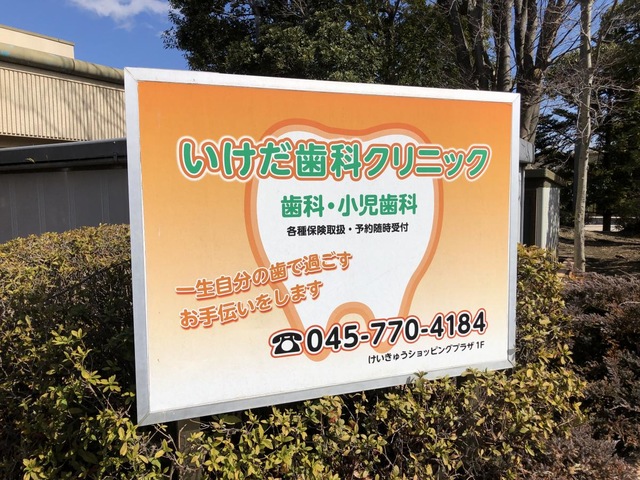 いけだ歯科クリニック
歯科・小児歯科
各種保険取扱・予約随時受付
一生自分の歯で過ごす
お手伝いをします
☎045-770-4184
けいきゅうショッピングプラザ 1F